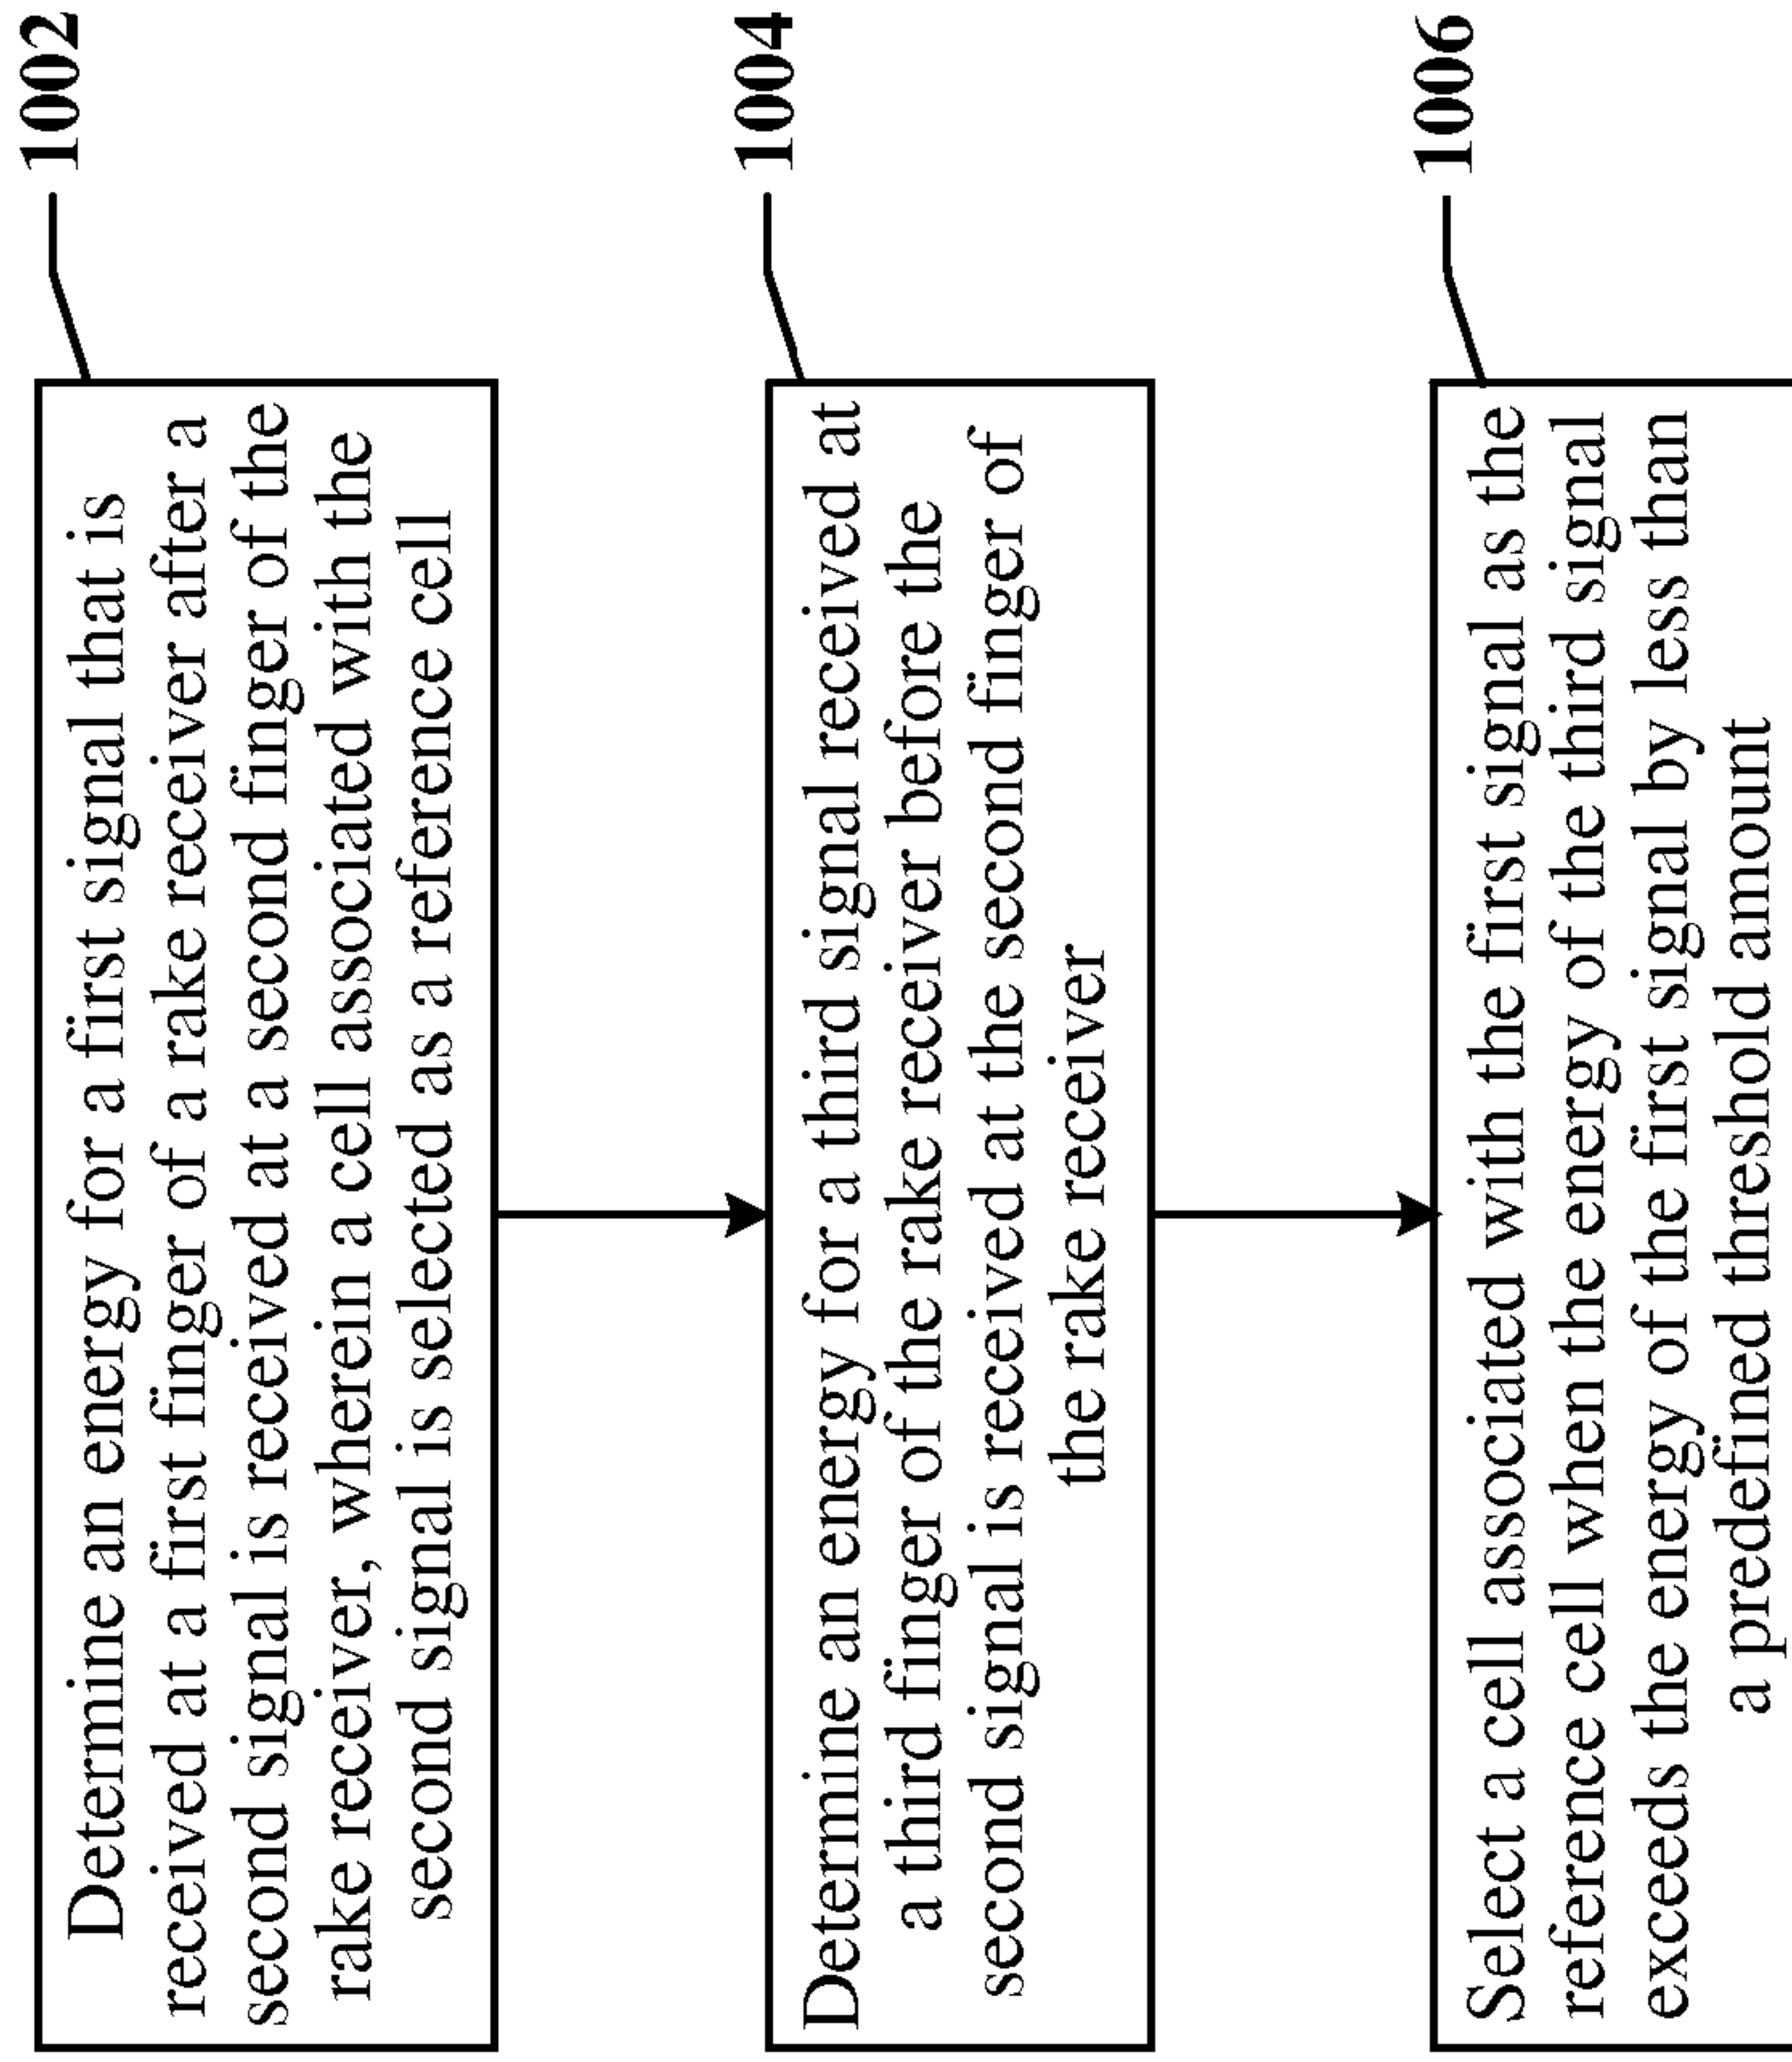 1002
Determine an energy for a first signal that is
received at a first finger of a rake receiver after a
second signal is received at a second finger of the
rake receiver, wherein a cell associated with the
second signal is selected as a reference cell
1004
Determine an energy for a third signal received at
a third finger of the rake receiver before the
second signal is received at the second finger of
the rake receiver
1006
Select a cell associated with the first signal as the
reference cell when the energy of the third signal
exceeds the energy of the first signal by less than
a predefined threshold amount